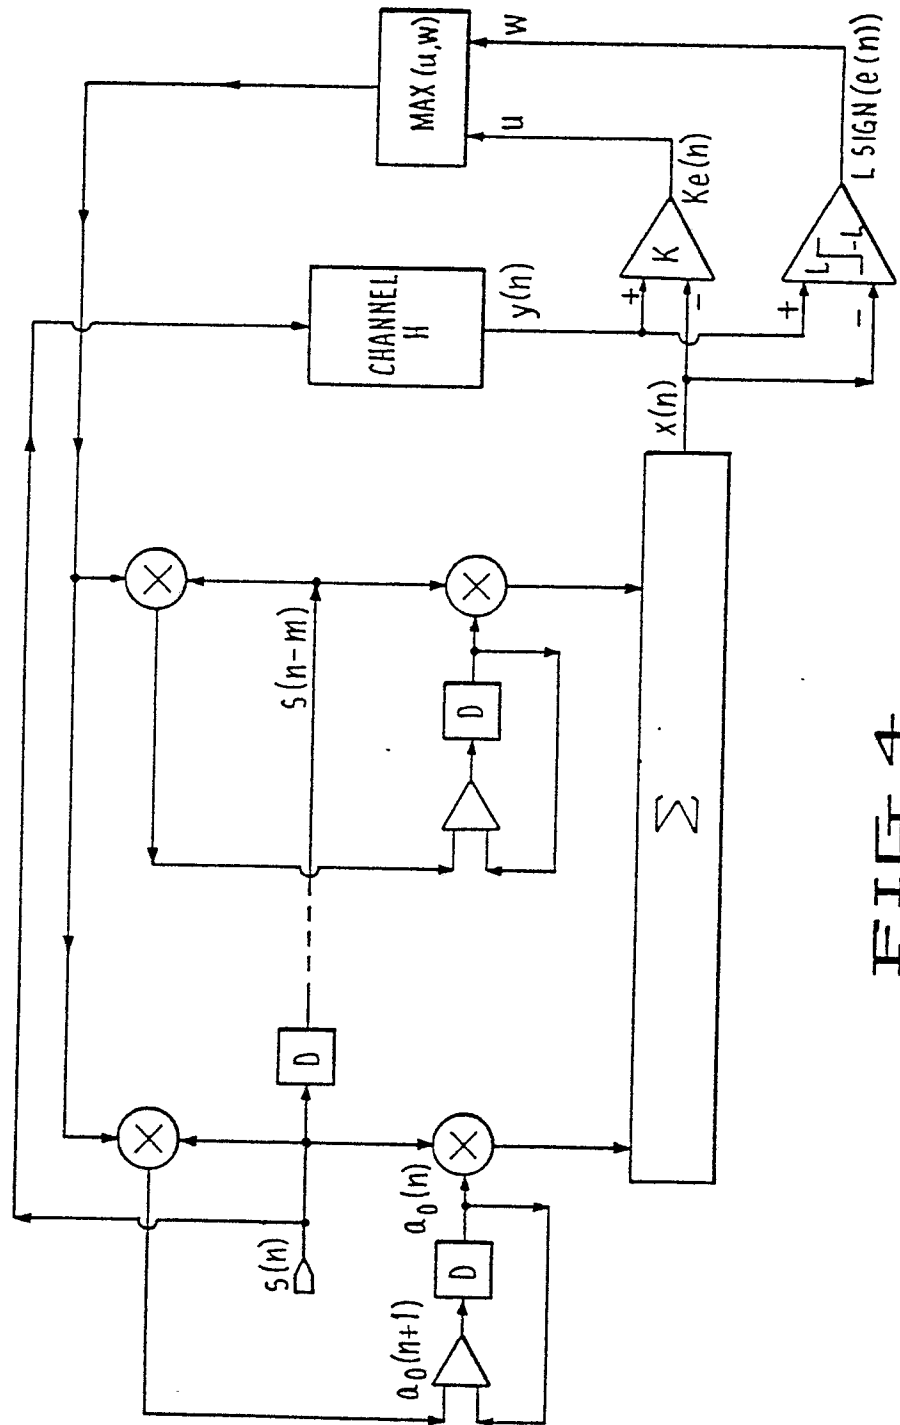 MAX (u,w)
w
u
L SIGN (e(n))
Ke(n)
K
L
-L
CHANNEL
H
y(n)
+
-
+
-
x(n)
S(n-m)
D
Σ
D
S(n)
a₀(n)
D
a₀(n+1)
FIG 4